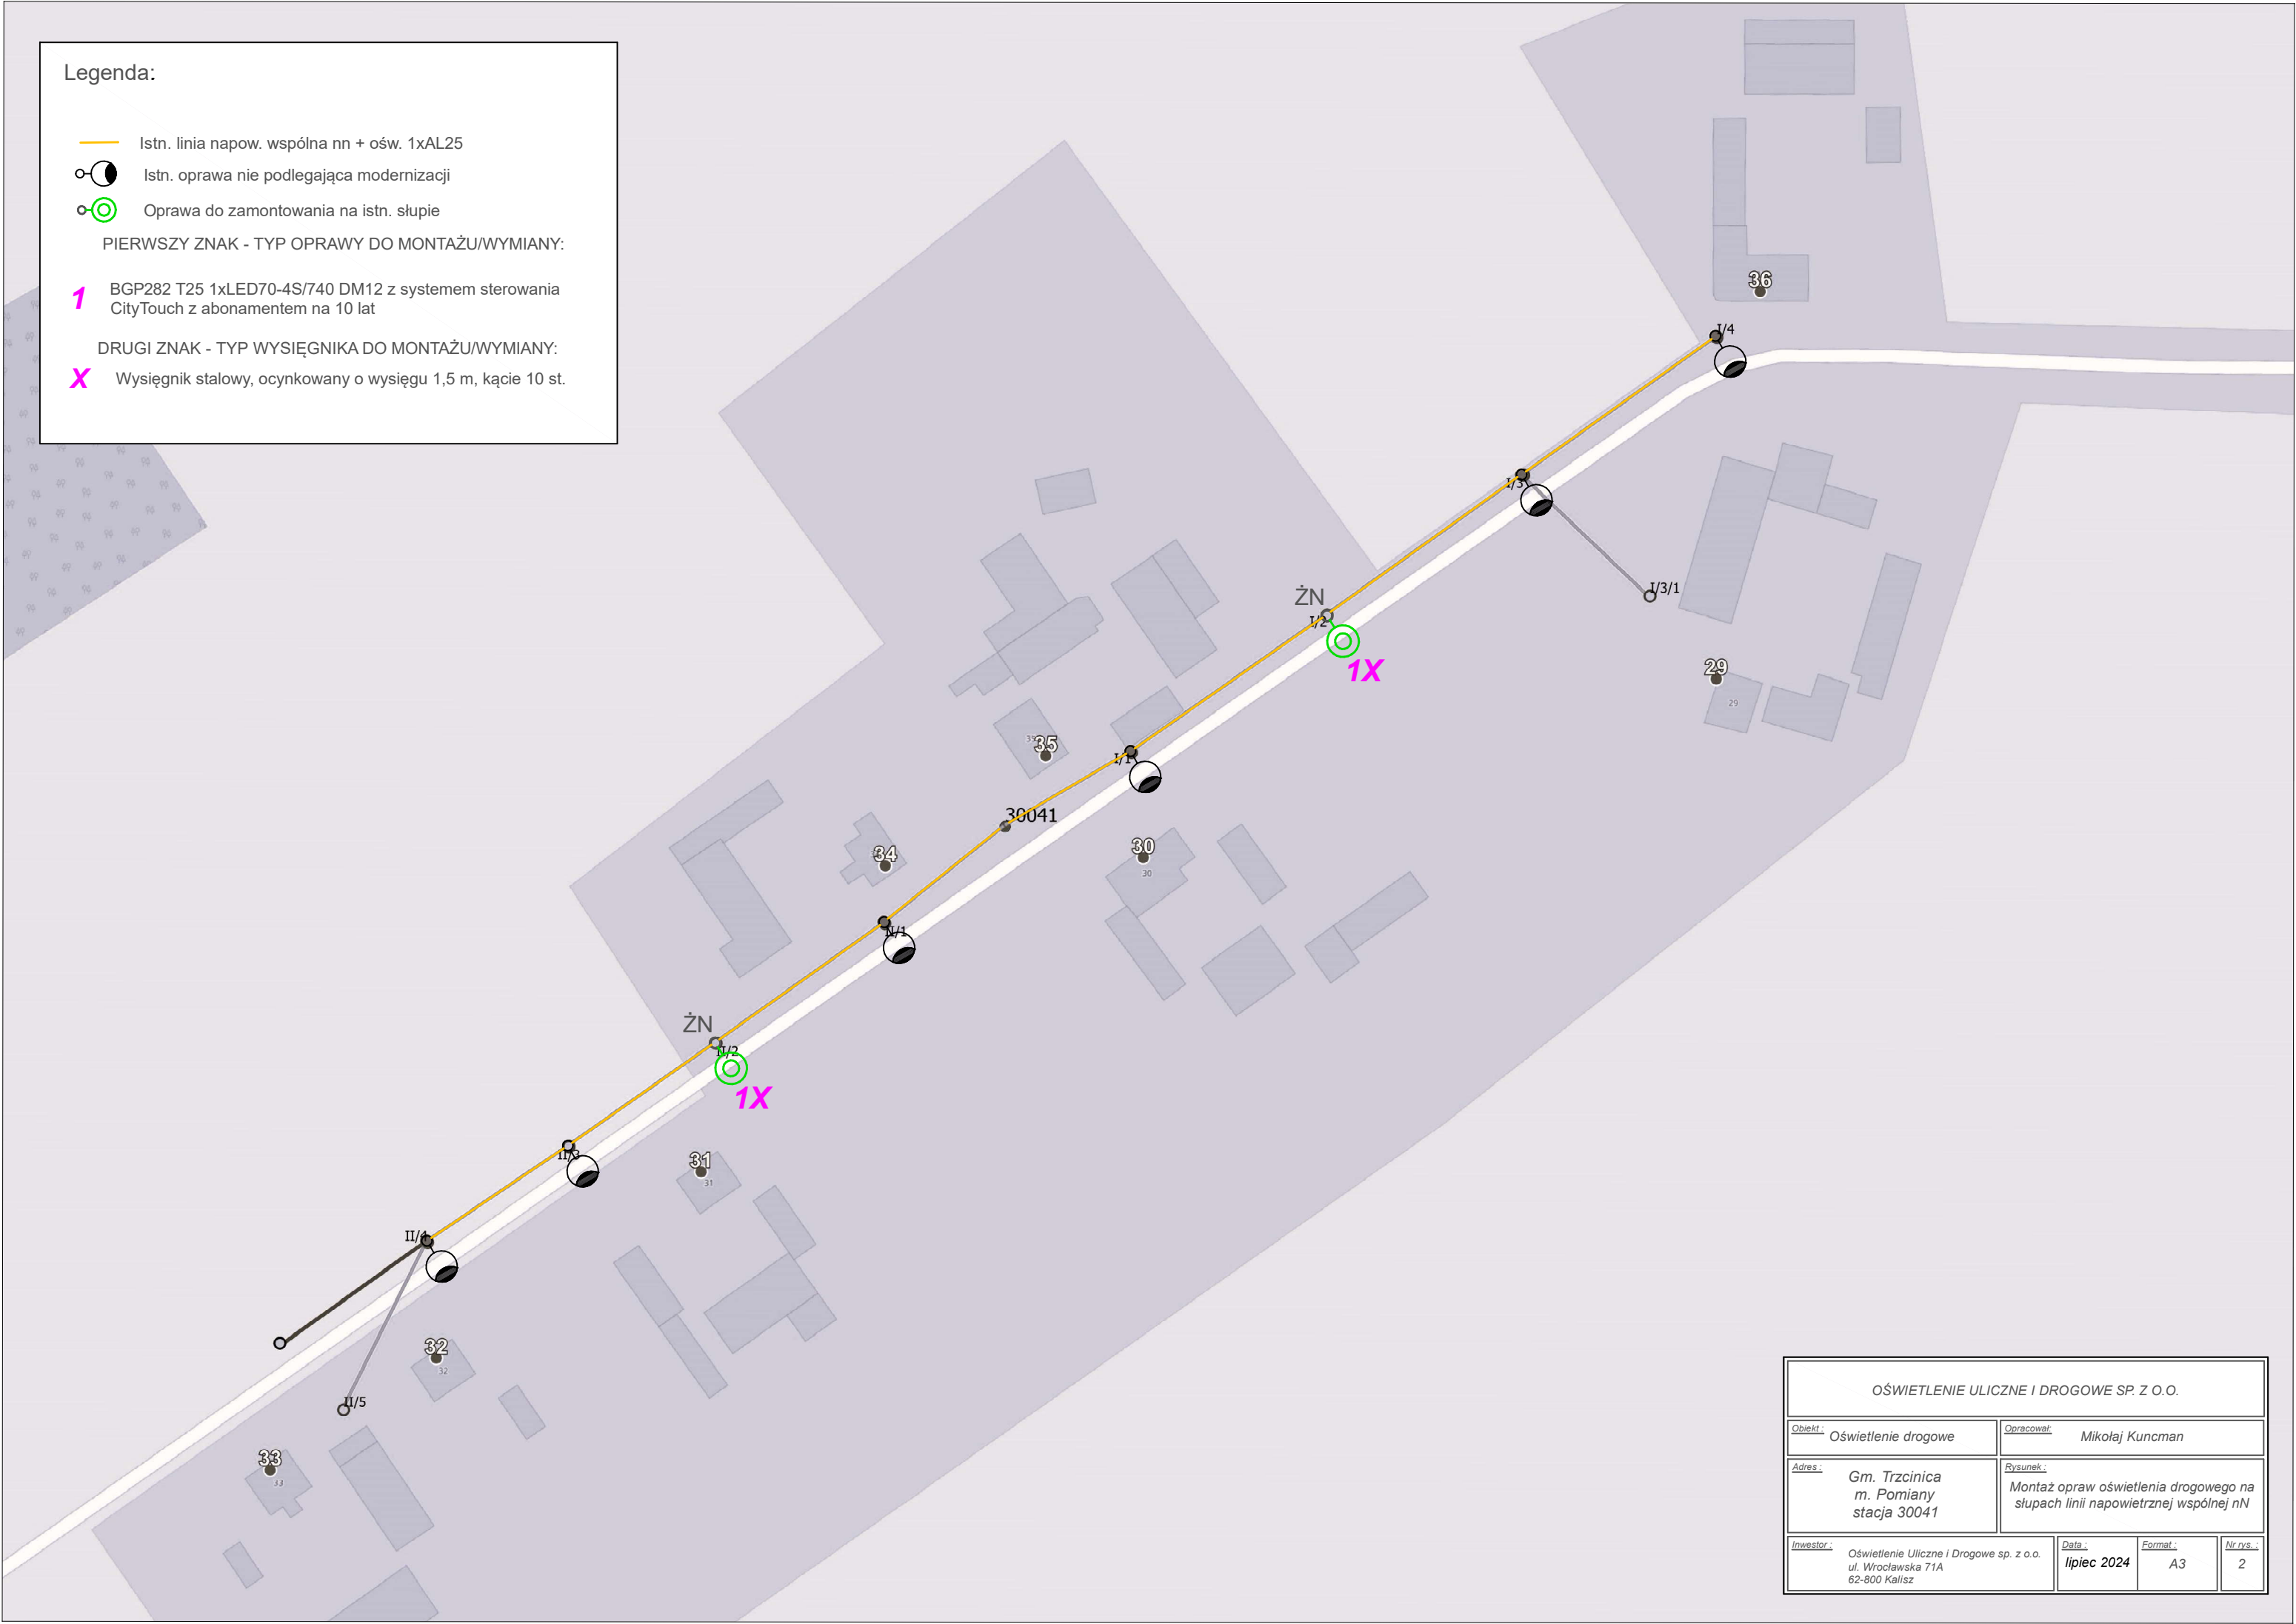 Legenda:
Istn. linia napow. wspólna nn + ośw. 1xAL25
Istn. oprawa nie podlegająca modernizacji
Oprawa do zamontowania na istn. słupie
PIERWSZY ZNAK - TYP OPRAWY DO MONTAŻU/WYMIANY:
1 BGP282 T25 1xLED70-4S/740 DM12 z systemem sterowania
CityTouch z abonamentem na 10 lat
DRUGI ZNAK - TYP WYSIĘGNIKA DO MONTAŻU/WYMIANY:
X Wysięgnik stalowy, ocynkowany o wysięgu 1,5 m, kącie 10 st.
36
I/4
I/3
I/3/1
ŻN
I/2
1X
29
29
35
35
I/1
30041
34
30
30
II/1
ŻN
II/2
1X
II/3
31
31
II/4
32
32
II/5
33
33
OŚWIETLENIE ULICZNE I DROGOWE SP. Z O.O.
Obiekt : Oświetlenie drogowe
Opracował: Mikołaj Kuncman
Adres :
Gm. Trzcinica
m. Pomiany
stacja 30041
Rysunek :
Montaż opraw oświetlenia drogowego na
słupach linii napowietrznej wspólnej nN
Inwestor :
Oświetlenie Uliczne i Drogowe sp. z o.o.
ul. Wrocławska 71A
62-800 Kalisz
Data :
lipiec 2024
Format :
A3
Nr rys. :
2